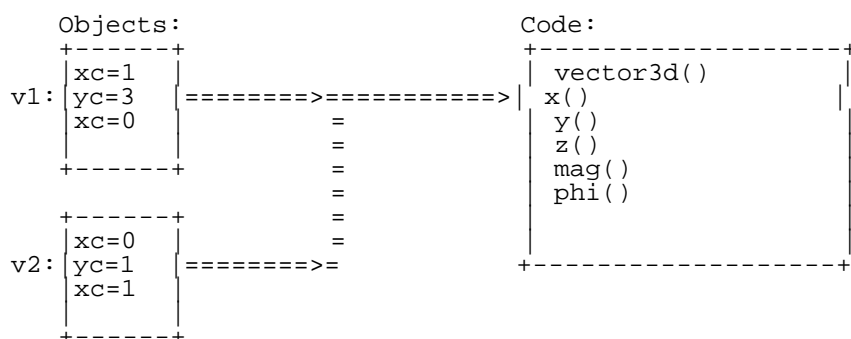 Objects: Code:
xc=1 vector3d()
v1: yc=3 x()
xc=0 y()
z()
mag()
phi()
xc=0
v2: yc=1
xc=1